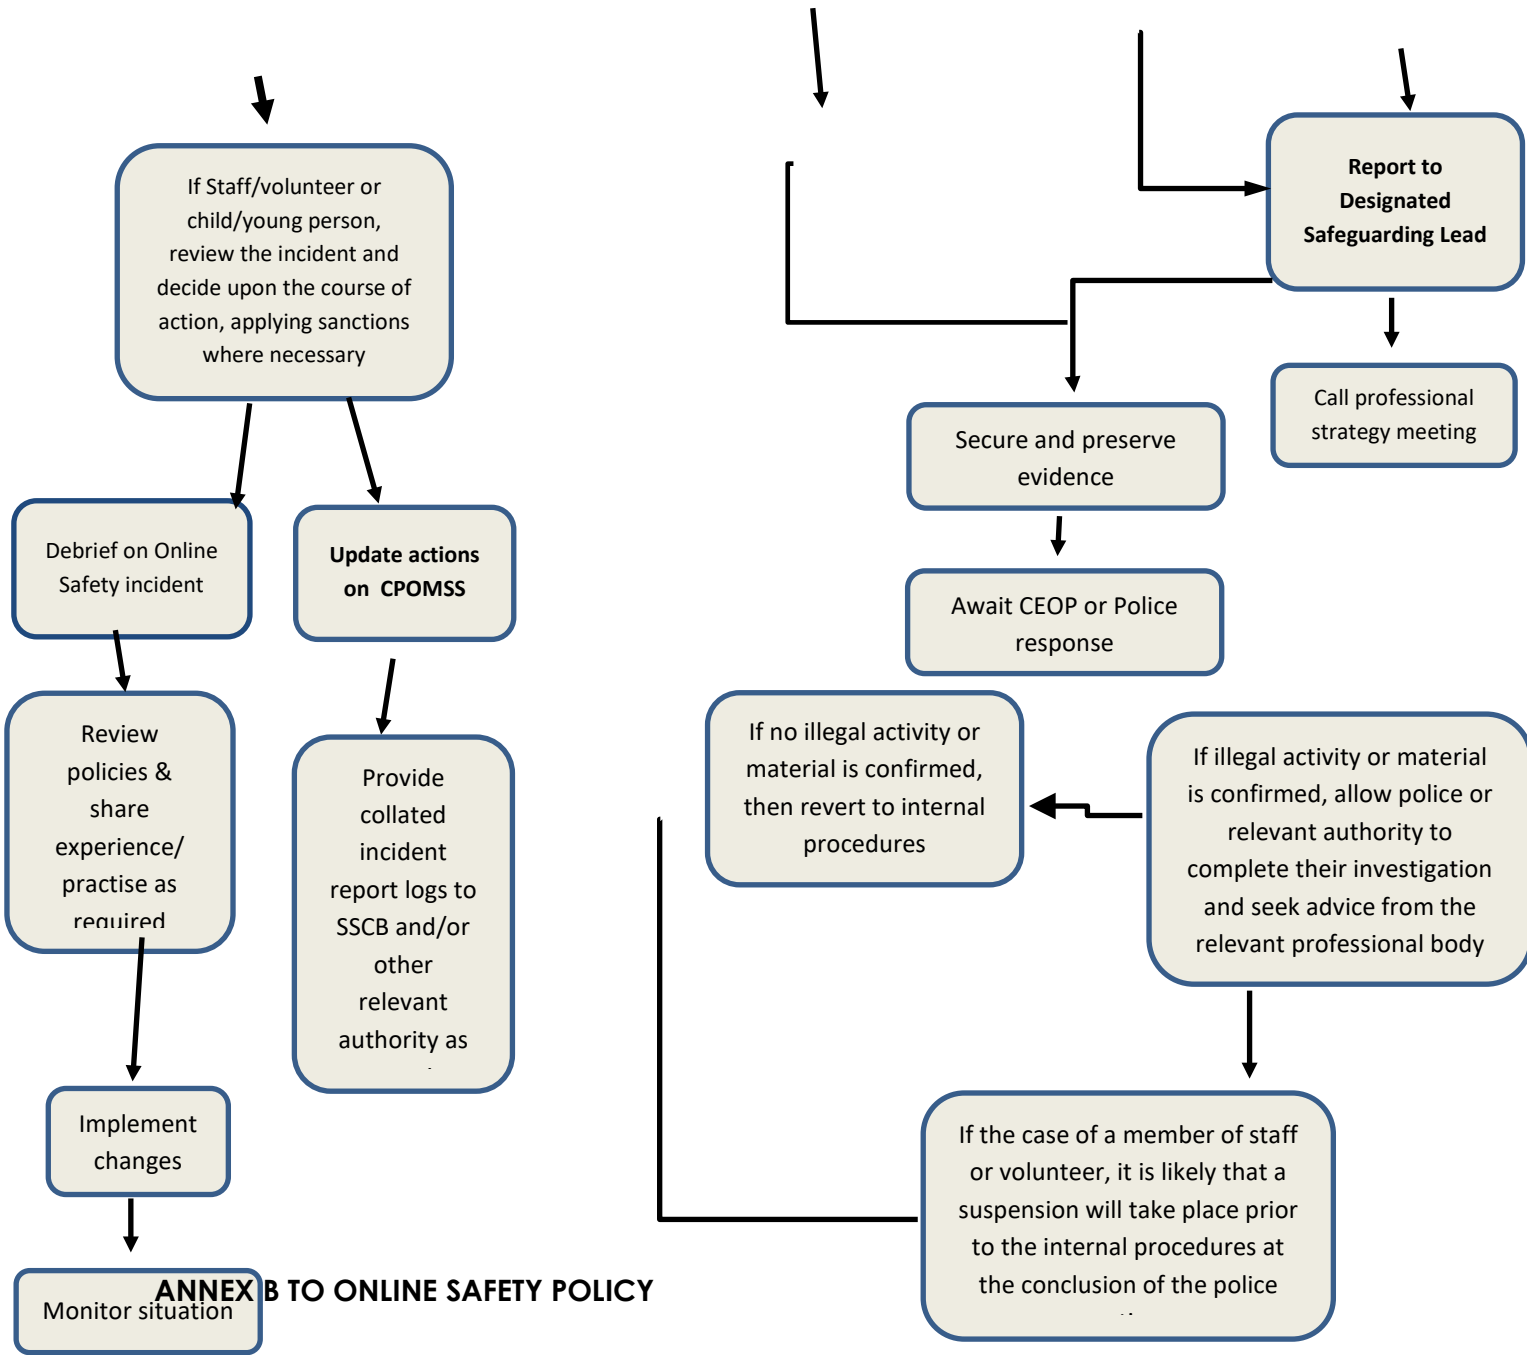 If Staff/volunteer or
child/young person,
review the incident and
decide upon the course of
action, applying sanctions
where necessary
Report to
Designated
Safeguarding Lead
Call professional
strategy meeting
Secure and preserve
evidence
Debrief on Online
Safety incident
Update actions
on CPOMSS
Await CEOP or Police
response
Review
policies &
share
experience/
practise as
required
Provide
collated
incident
report logs to
SSCB and/or
other
relevant
authority as
If no illegal activity or
material is confirmed,
then revert to internal
procedures
If illegal activity or material
is confirmed, allow police or
relevant authority to
complete their investigation
and seek advice from the
relevant professional body
Implement
changes
If the case of a member of staff
or volunteer, it is likely that a
suspension will take place prior
to the internal procedures at
the conclusion of the police
Monitor situation
ANNEX B TO ONLINE SAFETY POLICY